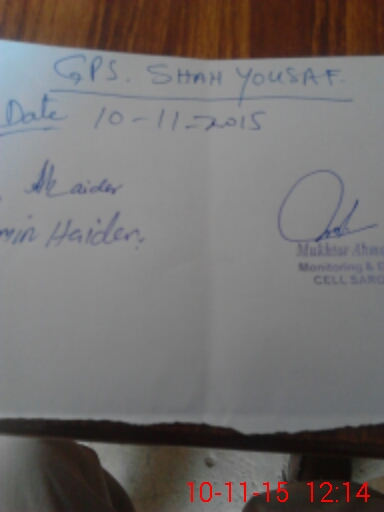 GPS. SHAH YOUSAF.
Date 10-11-2015
Haider
min Haider.
Mukhtar Ahm
Monitoring &
CELL SARG
10-11-15 12:14